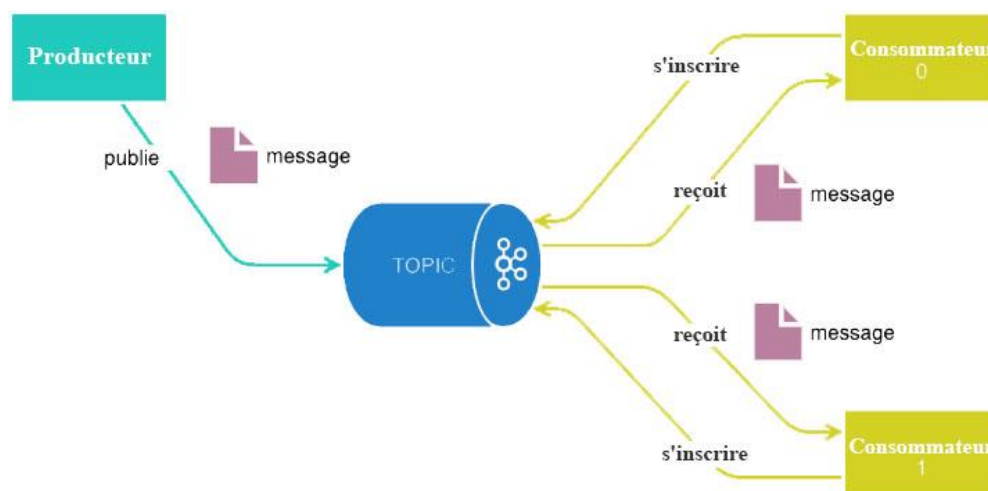 Producteur
publie
message
TOPIC
s'inscrire
Consommateur
0
reçoit
message
reçoit
message
s'inscrire
Consommateur
1